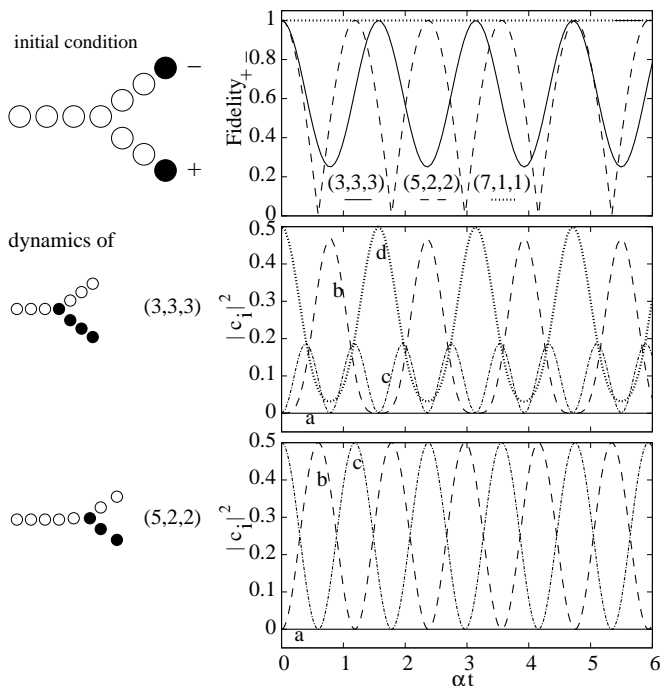 initial condition
−
+
Fidelity + −
1
0.8
0.6
0.4
0.2
0
(3,3,3) (5,2,2) (7,1,1)
dynamics of
(3,3,3)
|c_i|^2
0.5
0.4
0.3
0.2
0.1
0
a
b
c
d
(5,2,2)
|c_i|^2
0.5
0.4
0.3
0.2
0.1
0
a
b
c
0 1 2 3 4 5 6
αt